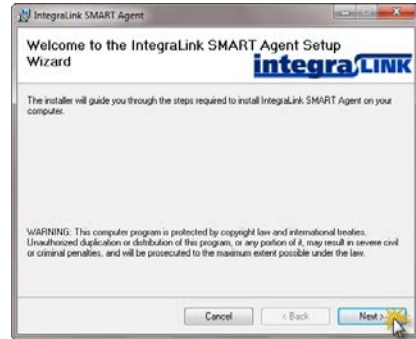 IntegraLink SMART Agent
Welcome to the IntegraLink SMART Agent Setup
Wizard
integraLINK
The installer will guide you through the steps required to install IntegraLink SMART Agent on your
computer.
WARNING: This computer program is protected by copyright law and international treaties.
Unauthorized duplication or distribution of this program, or any portion of it, may result in severe civil
or criminal penalties, and will be prosecuted to the maximum extent possible under the law.
Cancel
< Back
Next >